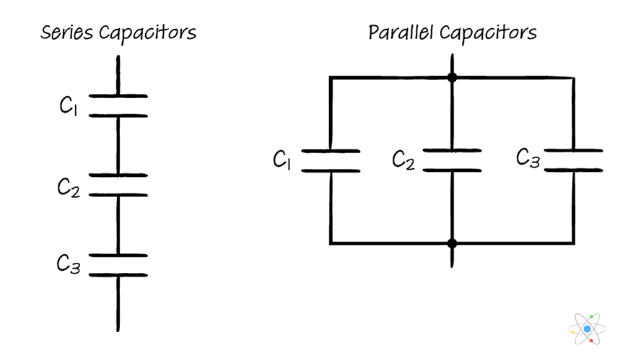 Series Capacitors
C1
C2
C3
Parallel Capacitors
C1
C2
C3